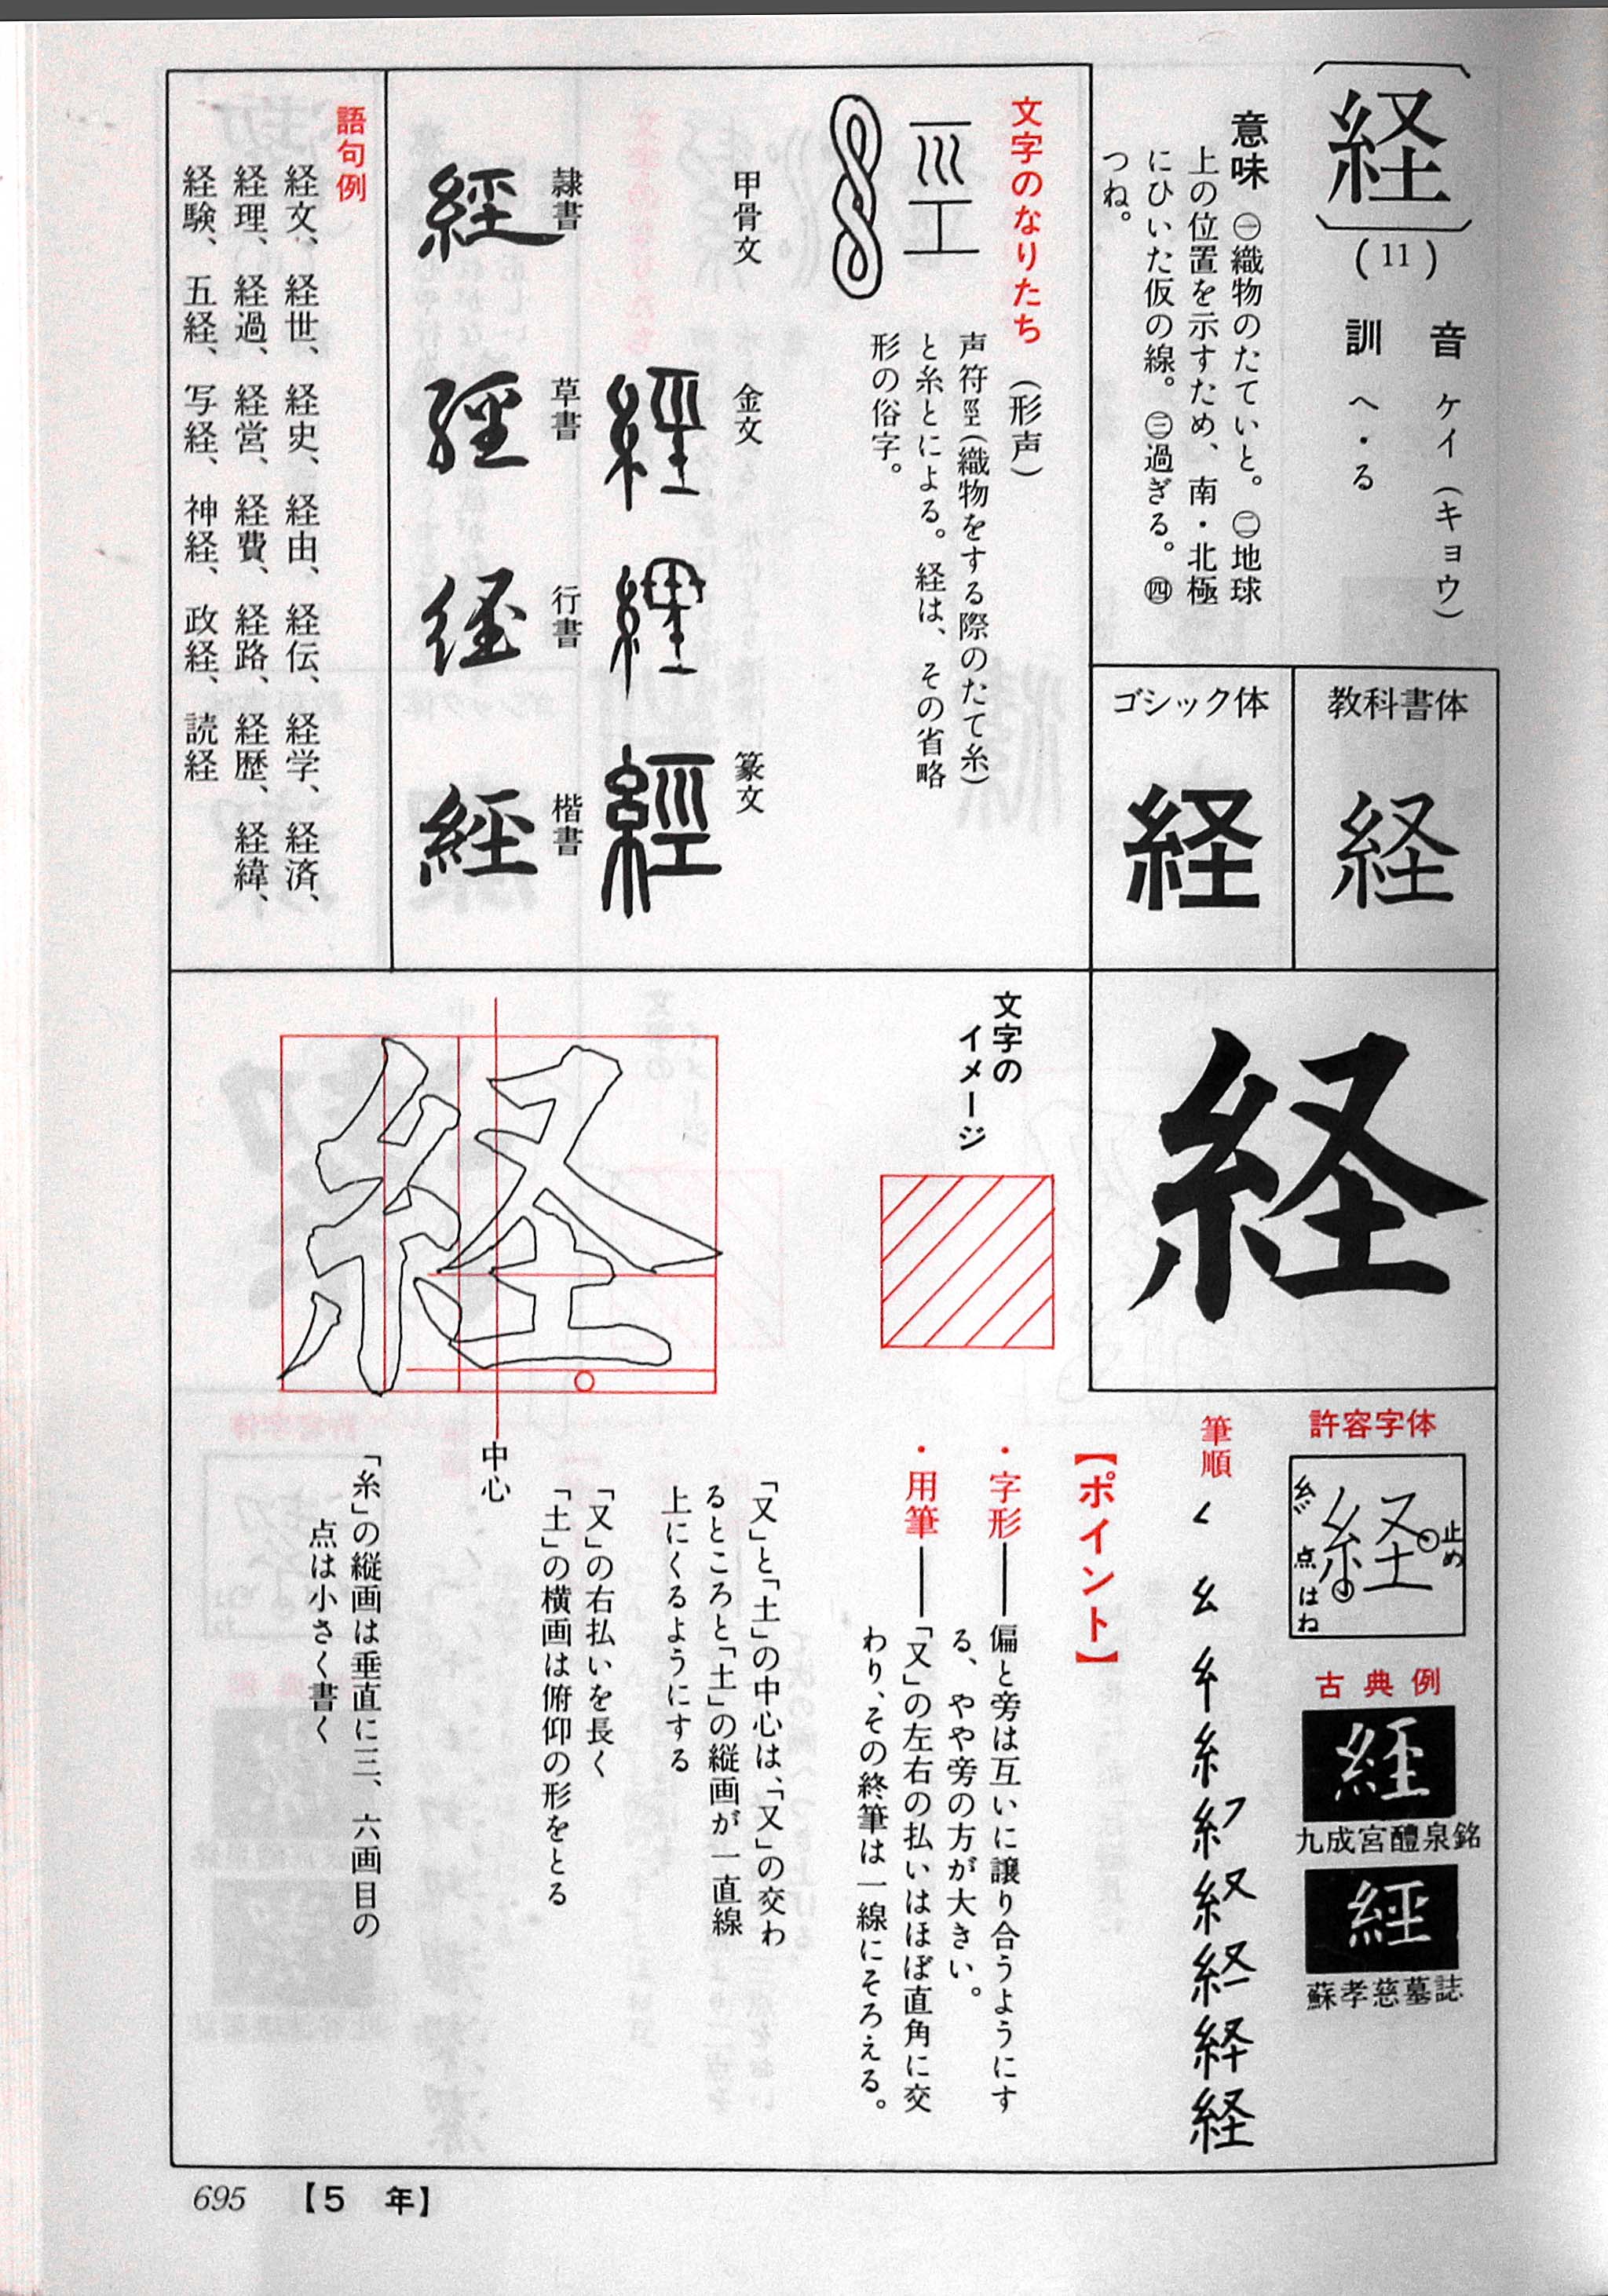 経
(11)
音 ケイ（キョウ）
訓 へ・る
意味 ㊀織物のたていと。㊁地球
上の位置を示すため、南・北極
にひいた仮の線。㊂過ぎる。㊃
つね。
教科書体
経
ゴシック体
経
文字のなりたち（形声）
声符巠（織物をする際のたて糸）
と糸とによる。経は、その省略
形の俗字。
甲骨文
金文
篆文
隷書
草書
行書
楷書
經
語句例
経文、経世、経史、経由、経伝、経学、経済、
経理、経過、経営、経費、経路、経歴、経緯、
経験、五経、写経、神経、政経、読経
経
文字の
イメージ
中心
許容字体
経
止め
糸
点
はね
古典例
經
九成宮醴泉銘
經
蘇孝慈墓誌
筆順
経
【ポイント】
・字形――偏と旁は互いに譲り合うようにす
る、やや旁の方が大きい。
・用筆――「又」の左右の払いはほぼ直角に交
わり、その終筆は一線にそろえる。
「又」と「土」の中心は、「又」の交わ
るところと「土」の縦画が一直線
上にくるようにする
「又」の右払いを長く
「土」の横画は俯仰の形をとる
「糸」の縦画は垂直に三、六画目の
点は小さく書く
695 【5 年】